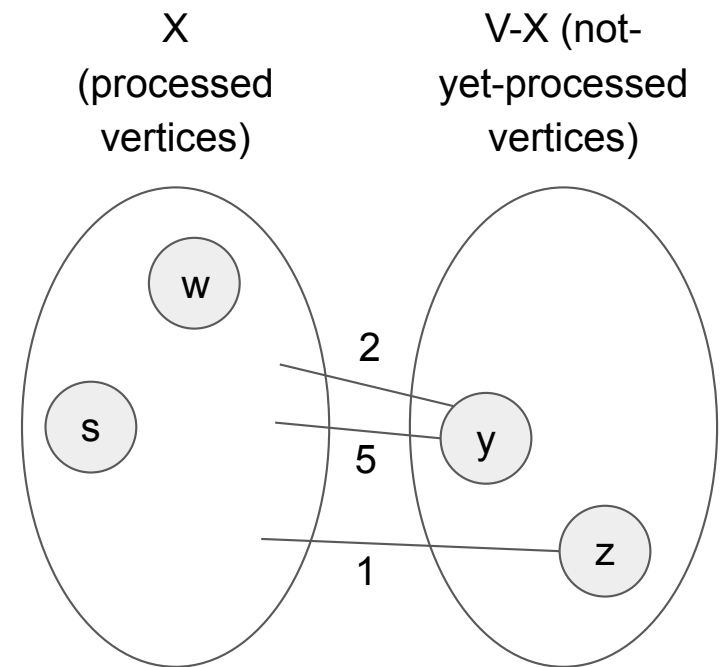 X
(processed
vertices)
V-X (not-
yet-processed
vertices)
w
2
s
y
5
z
1